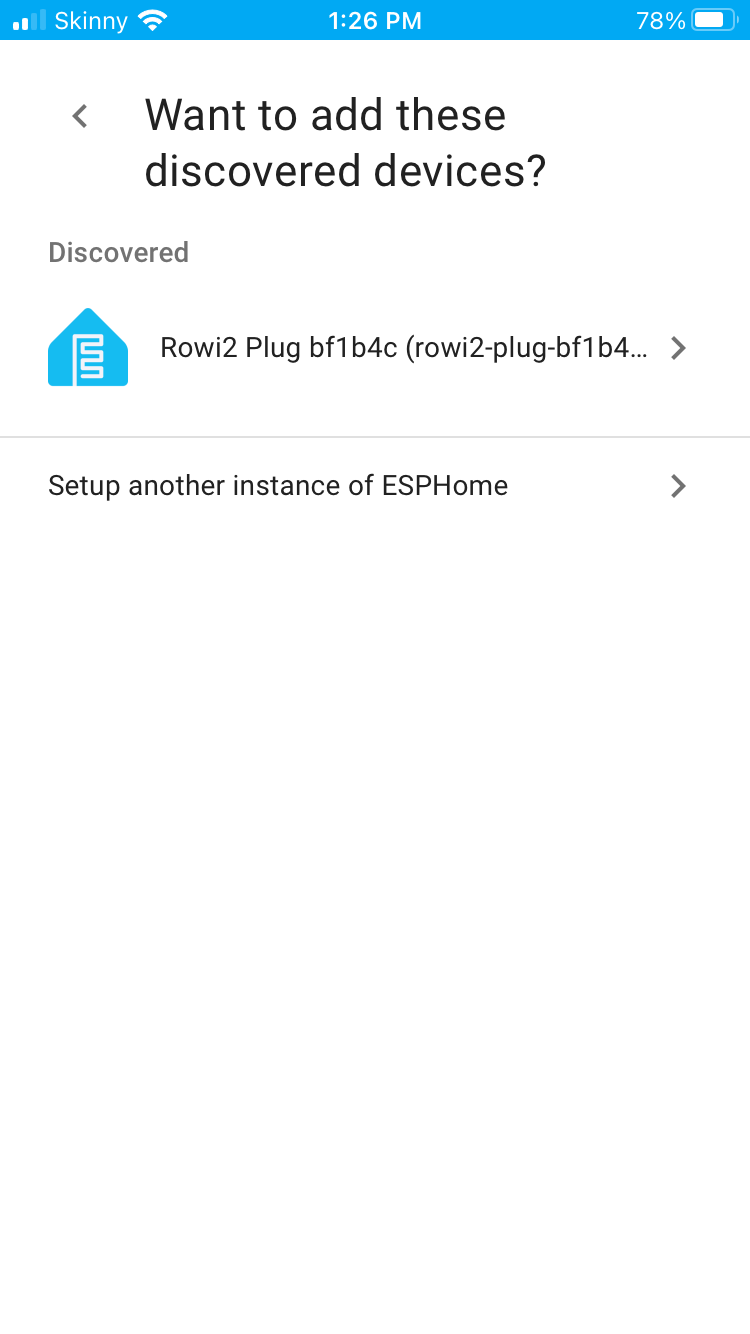 Skinny 1:26 PM 78%
Want to add these
discovered devices?
Discovered
Rowi2 Plug bf1b4c (rowi2-plug-bf1b4...
Setup another instance of ESPHome